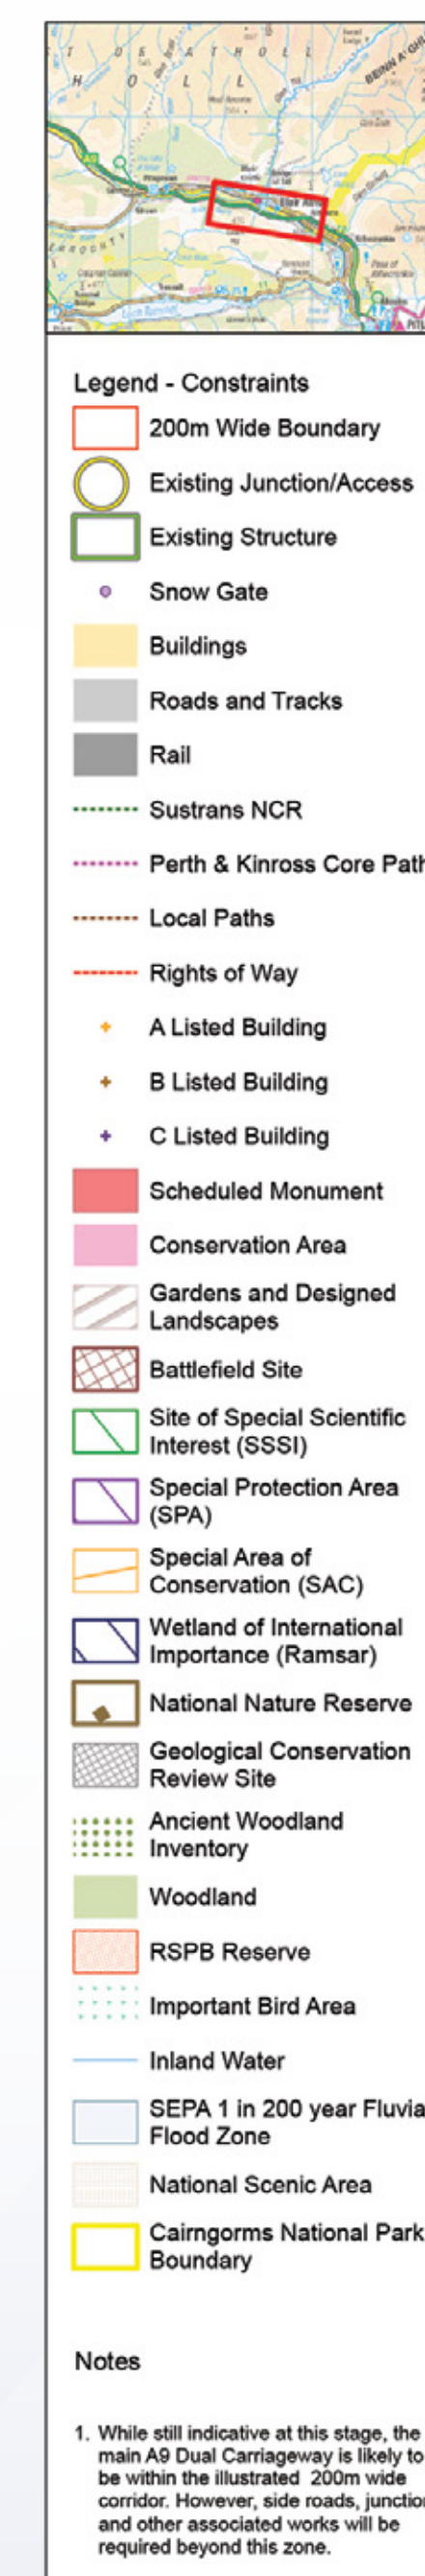 A9
Legend - Constraints
200m Wide Boundary
Existing Junction/Access
Existing Structure
Snow Gate
Buildings
Roads and Tracks
Rail
Sustrans NCR
Perth & Kinross Core Path
Local Paths
Rights of Way
A Listed Building
B Listed Building
C Listed Building
Scheduled Monument
Conservation Area
Gardens and Designed
Landscapes
Battlefield Site
Site of Special Scientific
Interest (SSSI)
Special Protection Area
(SPA)
Special Area of
Conservation (SAC)
Wetland of International
Importance (Ramsar)
National Nature Reserve
Geological Conservation
Review Site
Ancient Woodland
Inventory
Woodland
RSPB Reserve
Important Bird Area
Inland Water
SEPA 1 in 200 year Fluvia
Flood Zone
National Scenic Area
Cairngorms National Park
Boundary
Notes
1. While still indicative at this stage, the
main A9 Dual Carriageway is likely to
be within the illustrated 200m wide
corridor. However, side roads, junction
and other associated works will be
required beyond this zone.